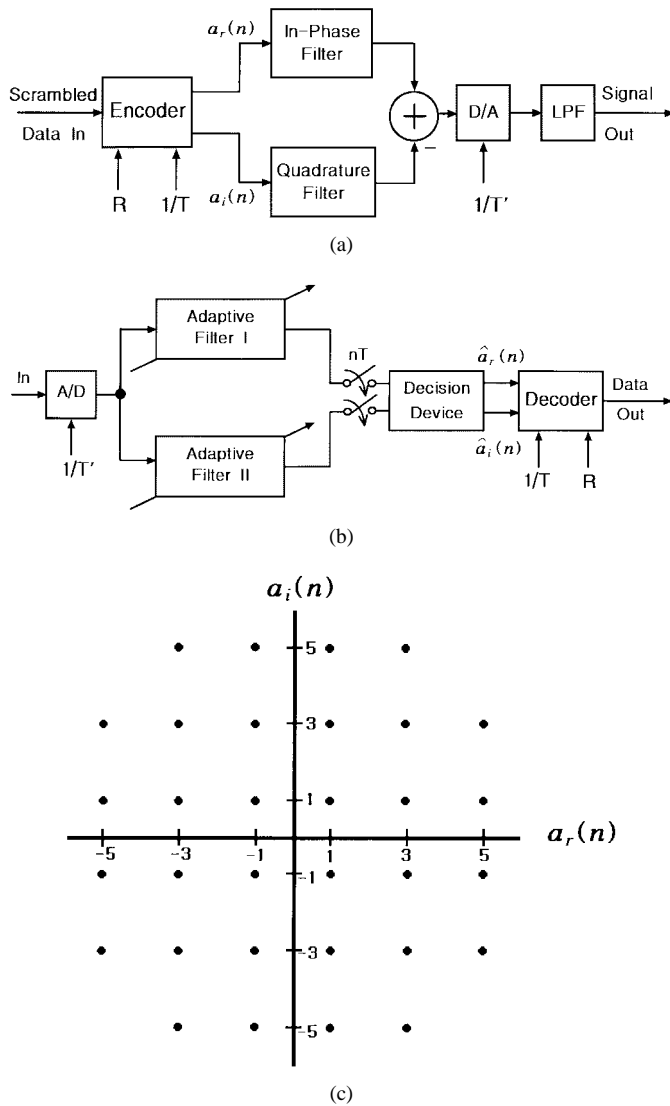 a_r(n)
In-Phase
Filter
Scrambled
Data In
Encoder
D/A
LPF
Signal
Out
R
1/T
a_i(n)
Quadrature
Filter
1/T'
(a)
Adaptive
Filter I
nT
In
A/D
Decision
Device
â_r(n)
Decoder
Data
Out
1/T'
Adaptive
Filter II
â_i(n)
1/T
R
(b)
a_i(n)
5
3
1
-5 -3 -1 1 3 5
a_r(n)
-1
-3
-5
(c)